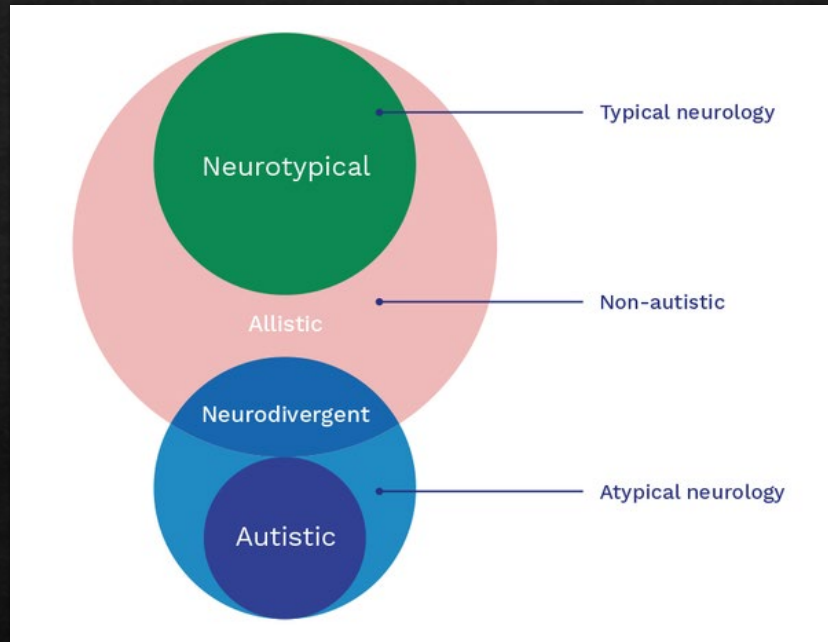 Neurotypical
Typical neurology
Allistic
Non-autistic
Neurodivergent
Atypical neurology
Autistic